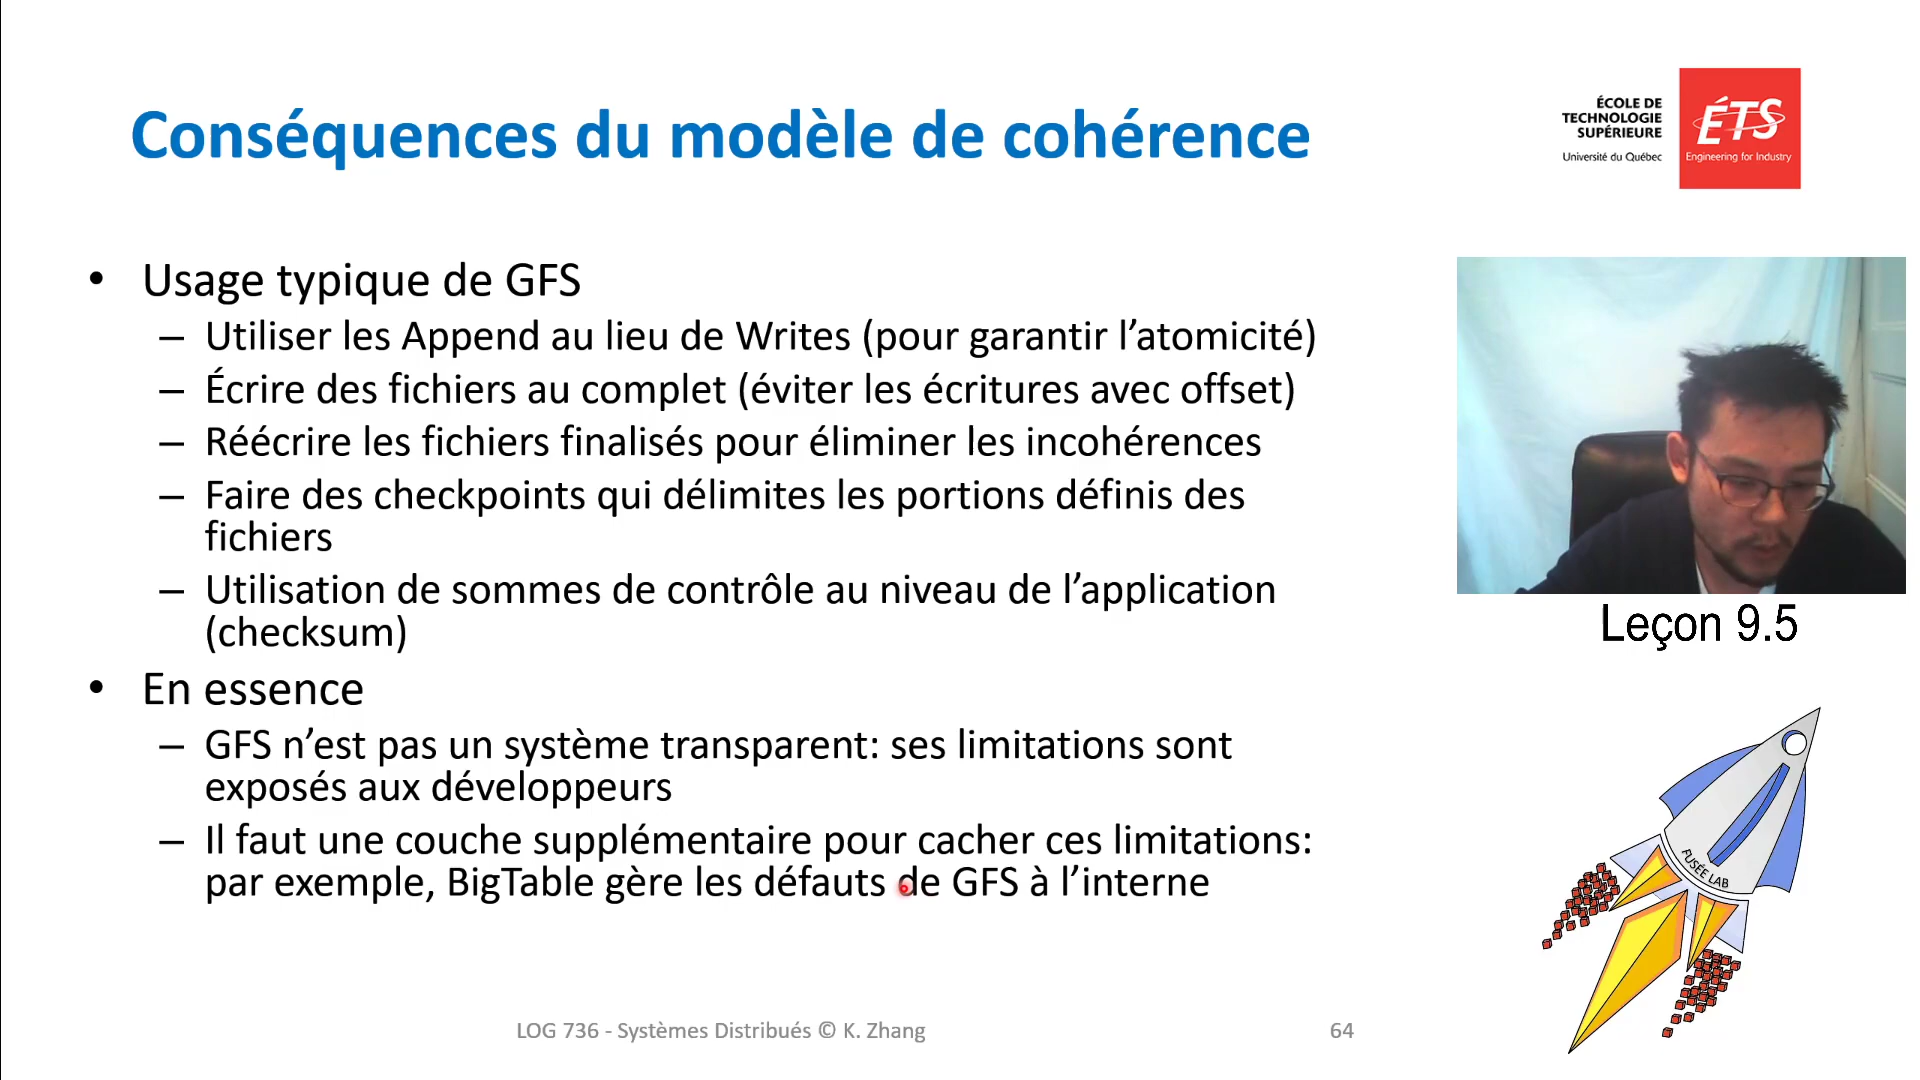 Conséquences du modèle de cohérence
ÉCOLE DE
TECHNOLOGIE
SUPÉRIEURE
Université du Québec
ÉTS
Engineering for Industry
• Usage typique de GFS
– Utiliser les Append au lieu de Writes (pour garantir l’atomicité)
– Écrire des fichiers au complet (éviter les écritures avec offset)
– Réécrire les fichiers finalisés pour éliminer les incohérences
– Faire des checkpoints qui délimites les portions définis des
fichiers
– Utilisation de sommes de contrôle au niveau de l’application
(checksum)
• En essence
– GFS n’est pas un système transparent: ses limitations sont
exposés aux développeurs
– Il faut une couche supplémentaire pour cacher ces limitations:
par exemple, BigTable gère les défauts de GFS à l’interne
Leçon 9.5
FUSÉE LAB
LOG 736 - Systèmes Distribués © K. Zhang
64